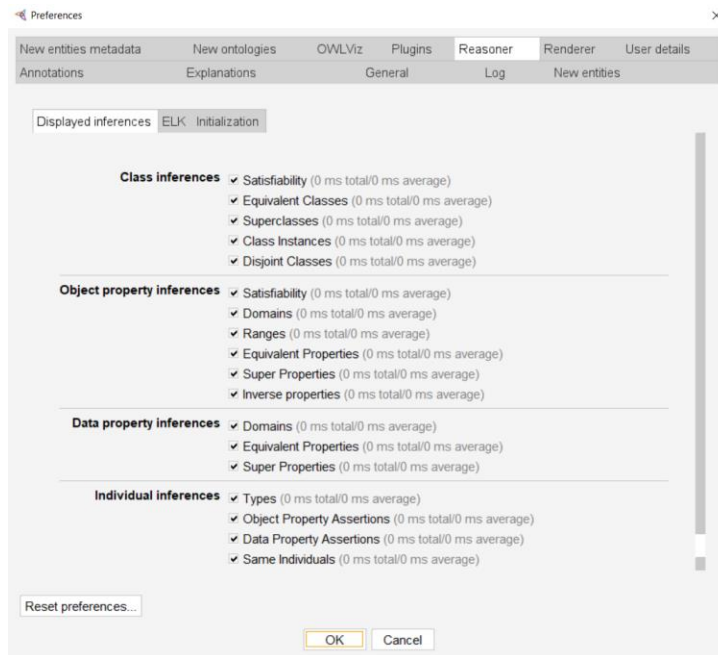 Preferences
New entities metadata New ontologies OWLViz Plugins Reasoner Renderer User details
Annotations Explanations General Log New entities
Displayed inferences ELK Initialization
Class inferences Satisfiability (0 ms total/0 ms average)
Equivalent Classes (0 ms total/0 ms average)
Superclasses (0 ms total/0 ms average)
Class Instances (0 ms total/0 ms average)
Disjoint Classes (0 ms total/0 ms average)
Object property inferences Satisfiability (0 ms total/0 ms average)
Domains (0 ms total/0 ms average)
Ranges (0 ms total/0 ms average)
Equivalent Properties (0 ms total/0 ms average)
Super Properties (0 ms total/0 ms average)
Inverse properties (0 ms total/0 ms average)
Data property inferences Domains (0 ms total/0 ms average)
Equivalent Properties (0 ms total/0 ms average)
Super Properties (0 ms total/0 ms average)
Individual inferences Types (0 ms total/0 ms average)
Object Property Assertions (0 ms total/0 ms average)
Data Property Assertions (0 ms total/0 ms average)
Same Individuals (0 ms total/0 ms average)
Reset preferences...
OK Cancel